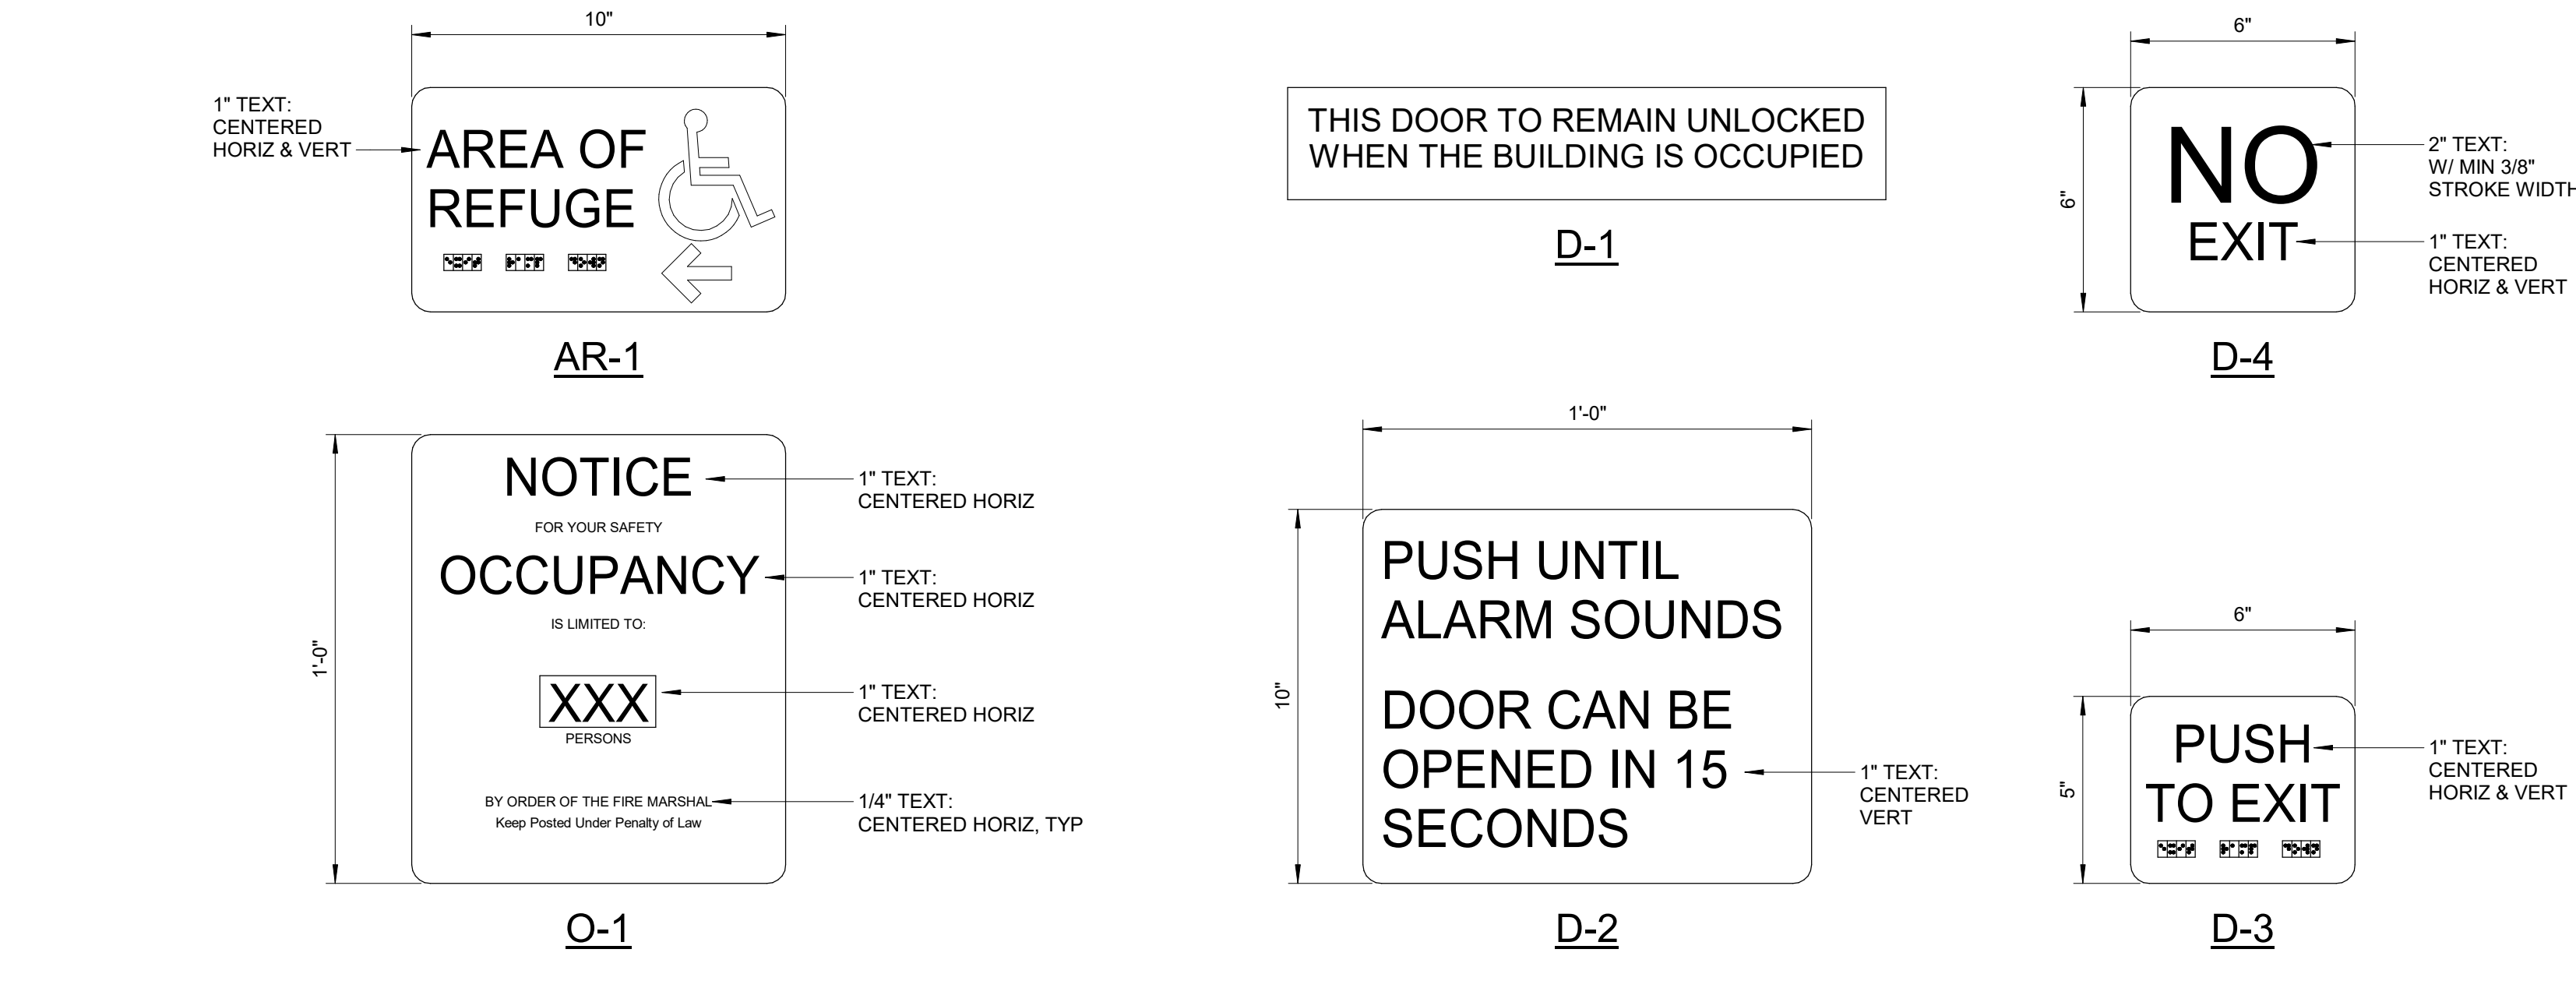 10"
1" TEXT:
CENTERED
HORIZ & VERT
AREA OF
REFUGE
AR-1
THIS DOOR TO REMAIN UNLOCKED
WHEN THE BUILDING IS OCCUPIED
D-1
6"
6"
NO
EXIT
2" TEXT:
W/ MIN 3/8"
STROKE WIDTH
1" TEXT:
CENTERED
HORIZ & VERT
D-4
1'-0"
NOTICE
FOR YOUR SAFETY
OCCUPANCY
IS LIMITED TO:
XXX
PERSONS
BY ORDER OF THE FIRE MARSHAL
Keep Posted Under Penalty of Law
1" TEXT:
CENTERED HORIZ
1" TEXT:
CENTERED HORIZ
1" TEXT:
CENTERED HORIZ
1/4" TEXT:
CENTERED HORIZ, TYP
O-1
1'-0"
10"
PUSH UNTIL
ALARM SOUNDS
DOOR CAN BE
OPENED IN 15
SECONDS
1" TEXT:
CENTERED
VERT
D-2
6"
5"
PUSH
TO EXIT
1" TEXT:
CENTERED
HORIZ & VERT
D-3